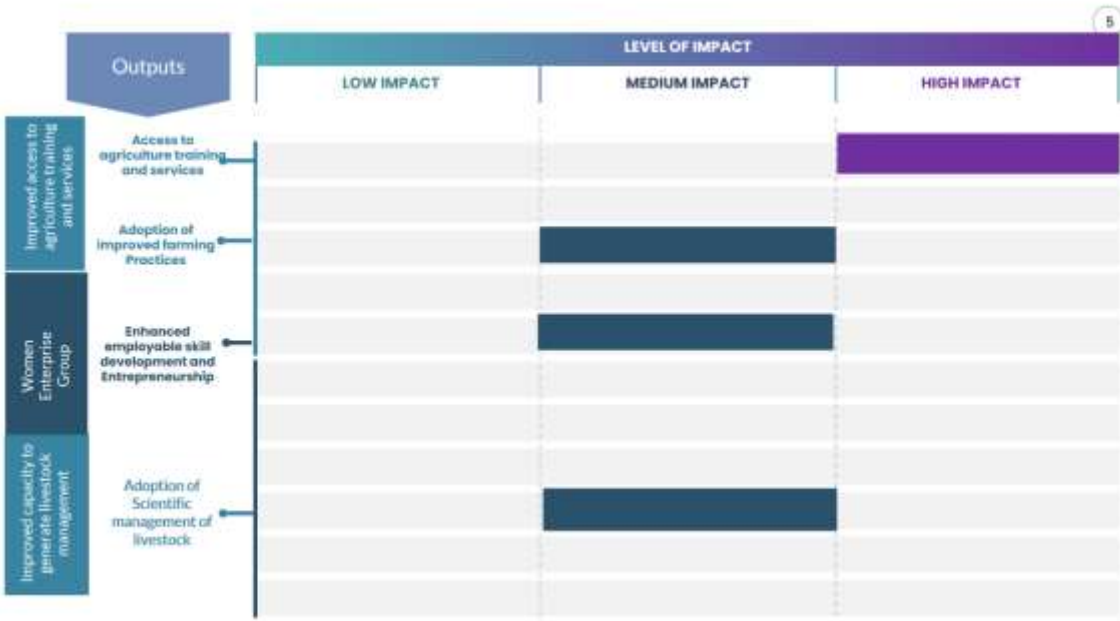 5
Outputs
LEVEL OF IMPACT
LOW IMPACT
MEDIUM IMPACT
HIGH IMPACT
Improved access to
agriculture training
and services
Access to
agriculture training
and services
Adoption of
improved farming
Practices
Women
Enterprise
Group
Enhanced
employable skill
development and
Entrepreneurship
Improved capacity to
generate livestock
management
Adoption of
Scientific
management of
livestock